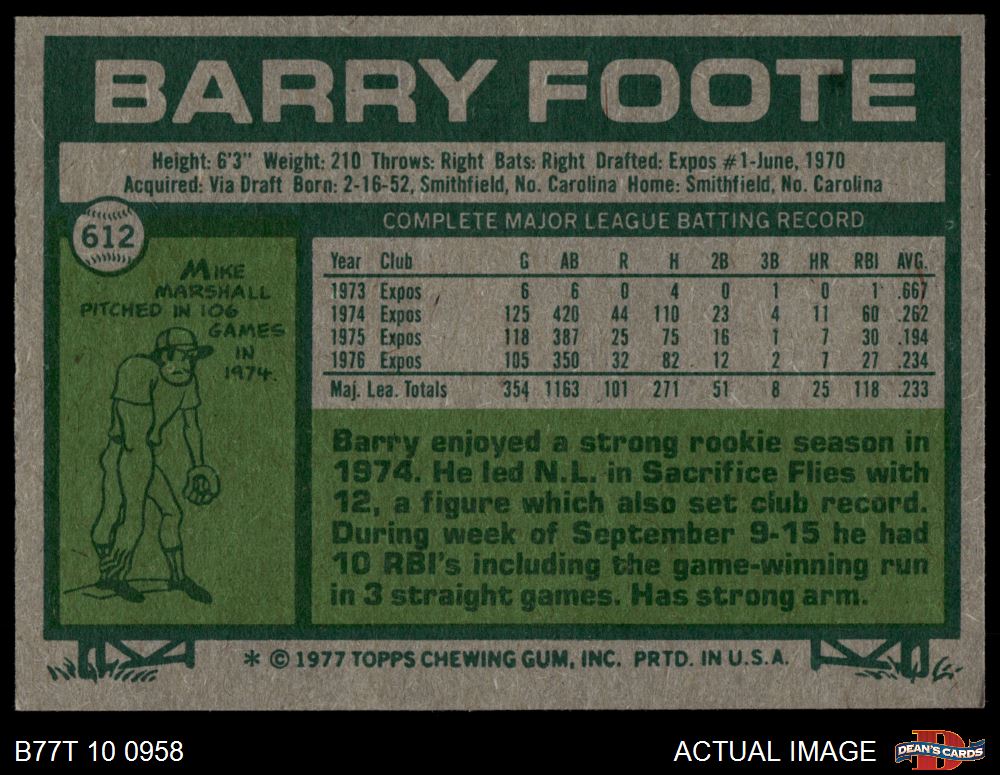 BARRY FOOTE
Height: 6'3" Weight: 210 Throws: Right Bats: Right Drafted: Expos #1-June, 1970
Acquired: Via Draft Born: 2-16-52, Smithfield, No. Carolina Home: Smithfield, No. Carolina
612
MIKE
MARSHALL
PITCHED IN 106
GAMES
IN
1974.
COMPLETE MAJOR LEAGUE BATTING RECORD
Year Club G AB R H 2B 3B HR RBI AVG.
1973 Expos 6 6 0 4 0 1 0 1 .667
1974 Expos 125 420 44 110 23 4 11 60 .262
1975 Expos 118 387 25 75 16 1 7 30 .194
1976 Expos 105 350 32 82 12 2 7 27 .234
Maj. Lea. Totals 354 1163 101 271 51 8 25 118 .233
Barry enjoyed a strong rookie season in
1974. He led N.L. in Sacrifice Flies with
12, a figure which also set club record.
During week of September 9-15 he had
10 RBI's including the game-winning run
in 3 straight games. Has strong arm.
* © 1977 TOPPS CHEWING GUM, INC. PRTD. IN U.S.A.
B77T 10 0958
ACTUAL IMAGE
D
DEAN'S CARDS